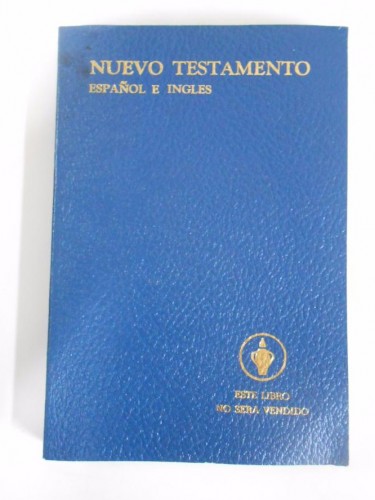 NUEVO TESTAMENTO
ESPAÑOL E INGLES
ESTE LIBRO
NO SERA VENDIDO